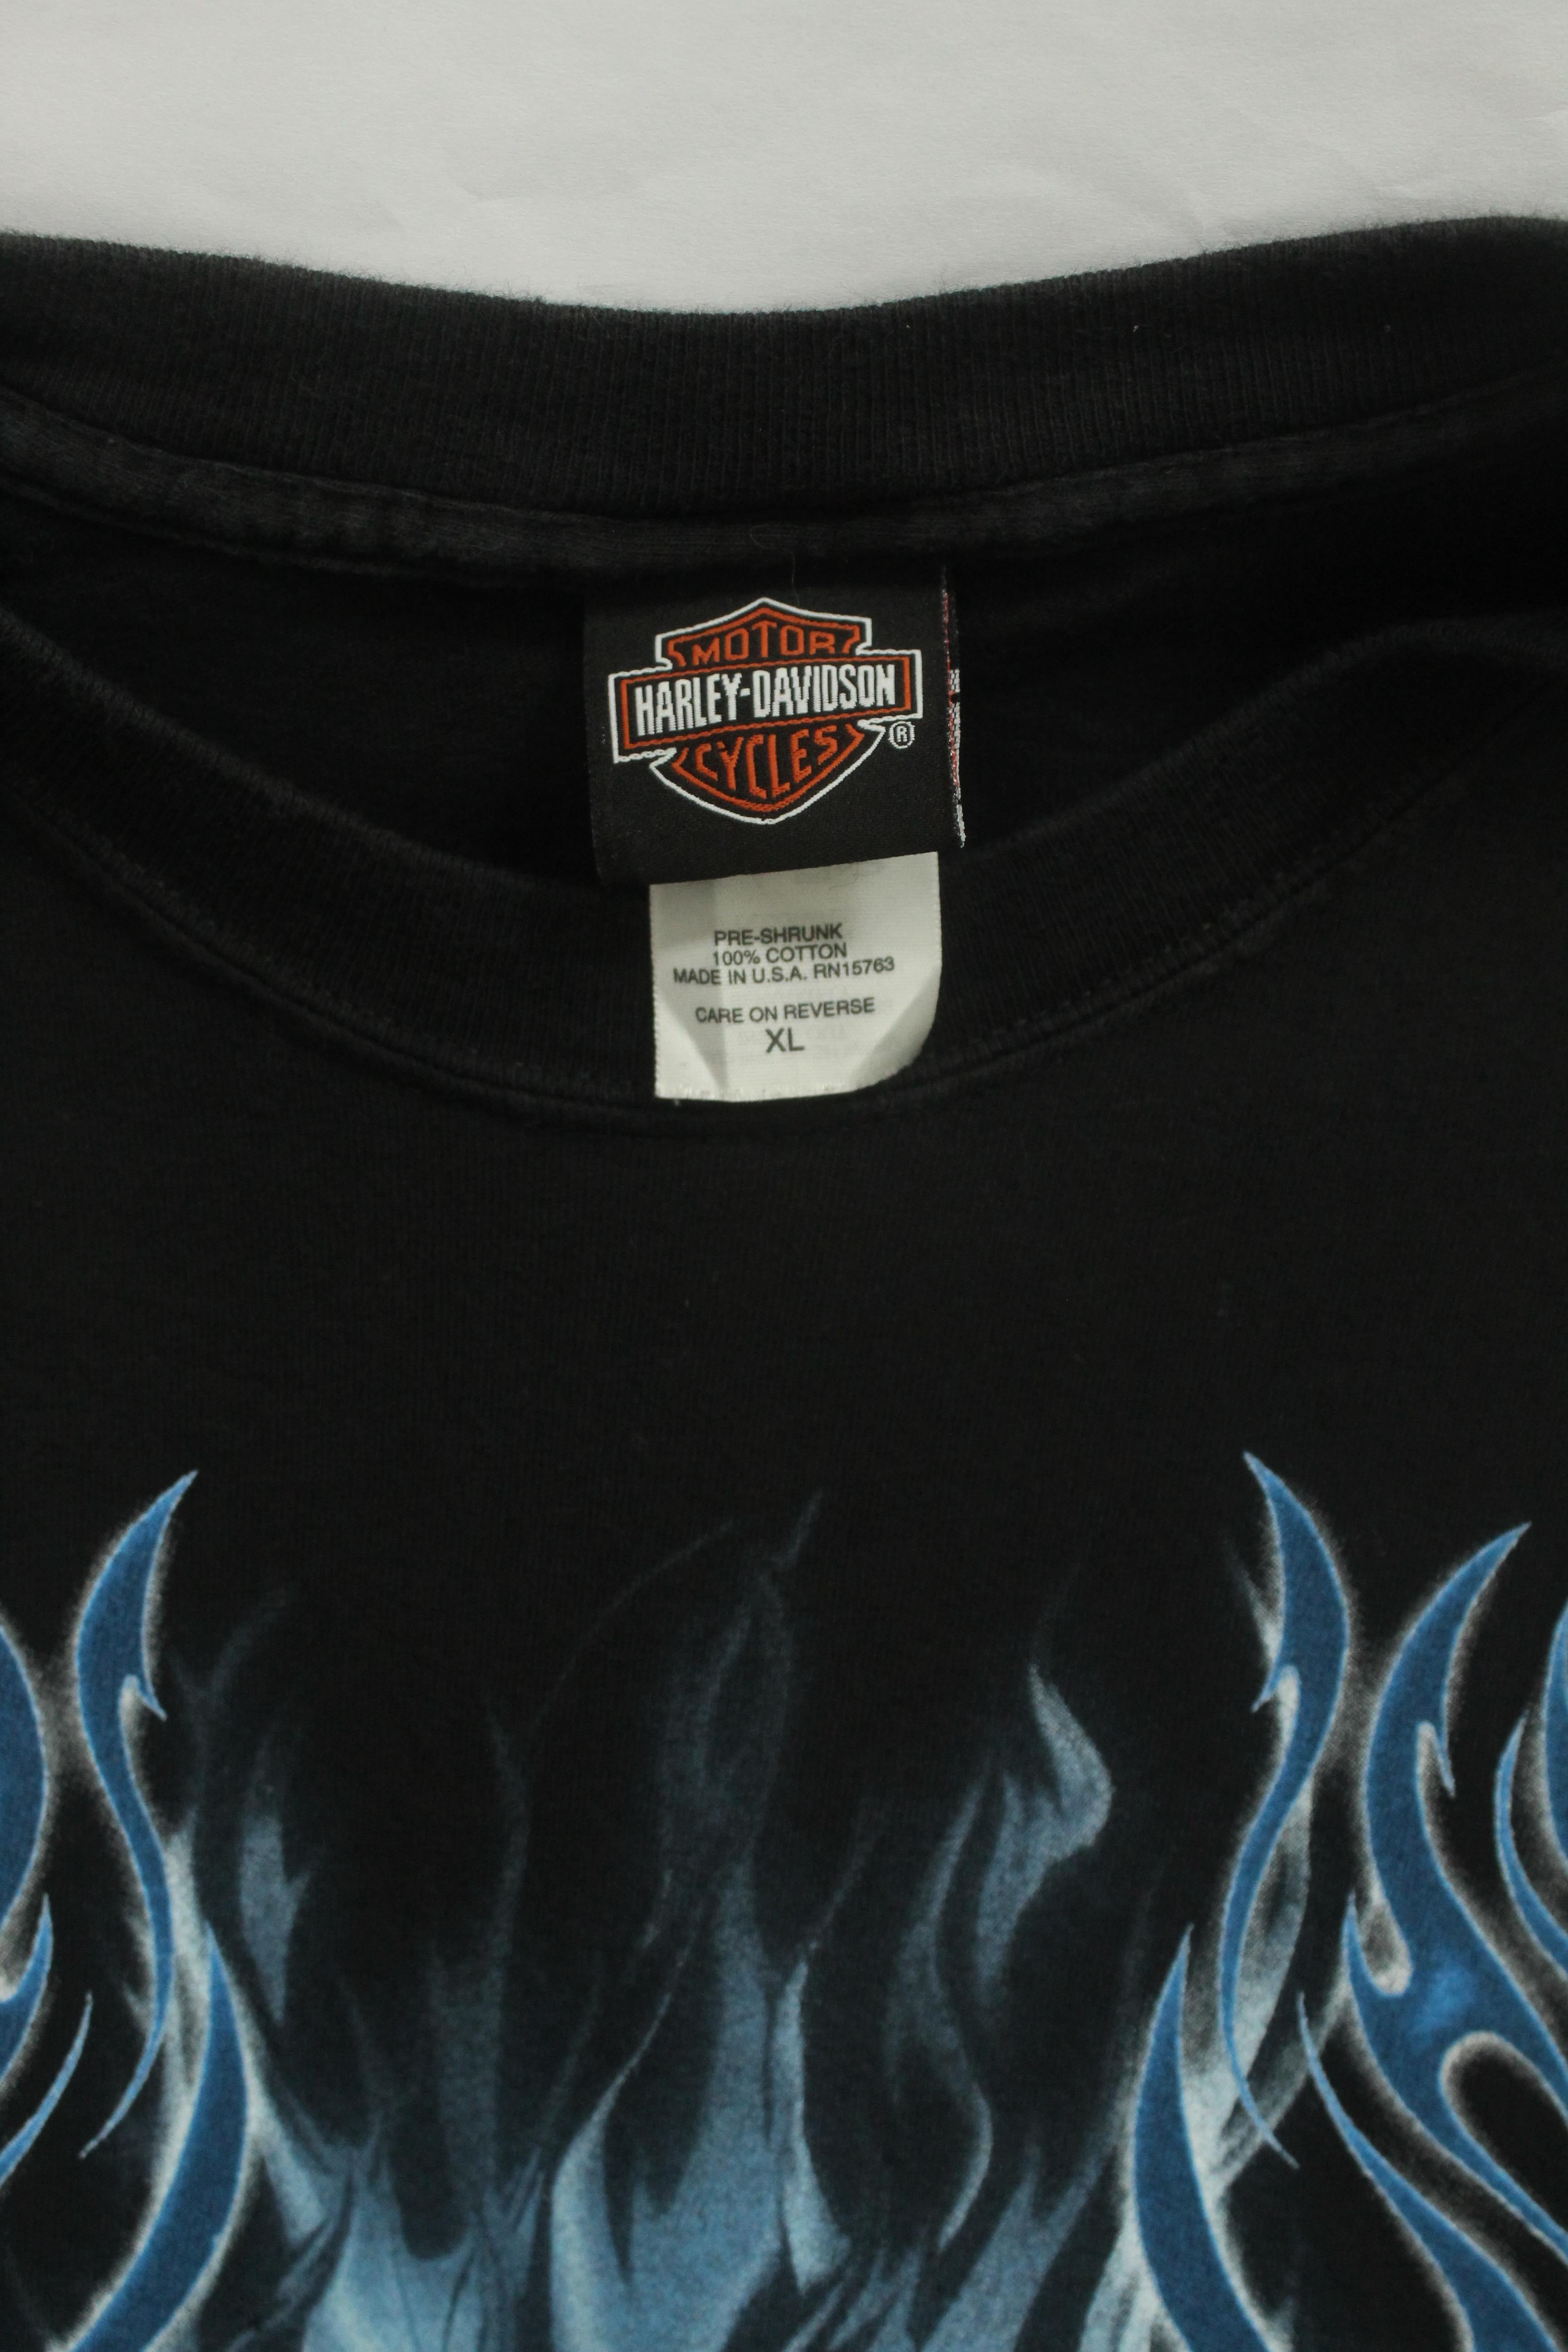 MOTOR
HARLEY-DAVIDSON
CYCLES
®
PRE-SHRUNK
100% COTTON
MADE IN U.S.A. RN15763
CARE ON REVERSE
XL